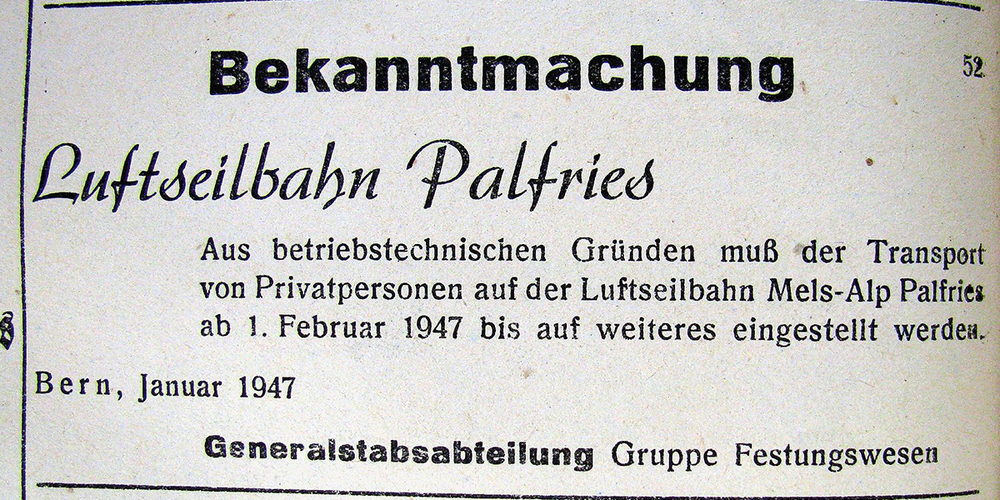 Bekanntmachung
52
Luftseilbahn Palfries
Aus betriebstechnischen Gründen muß der Transport
von Privatpersonen auf der Luftseilbahn Mels-Alp Palfries
ab 1. Februar 1947 bis auf weiteres eingestellt werden.
Bern, Januar 1947
Generalstabsabteilung Gruppe Festungswesen